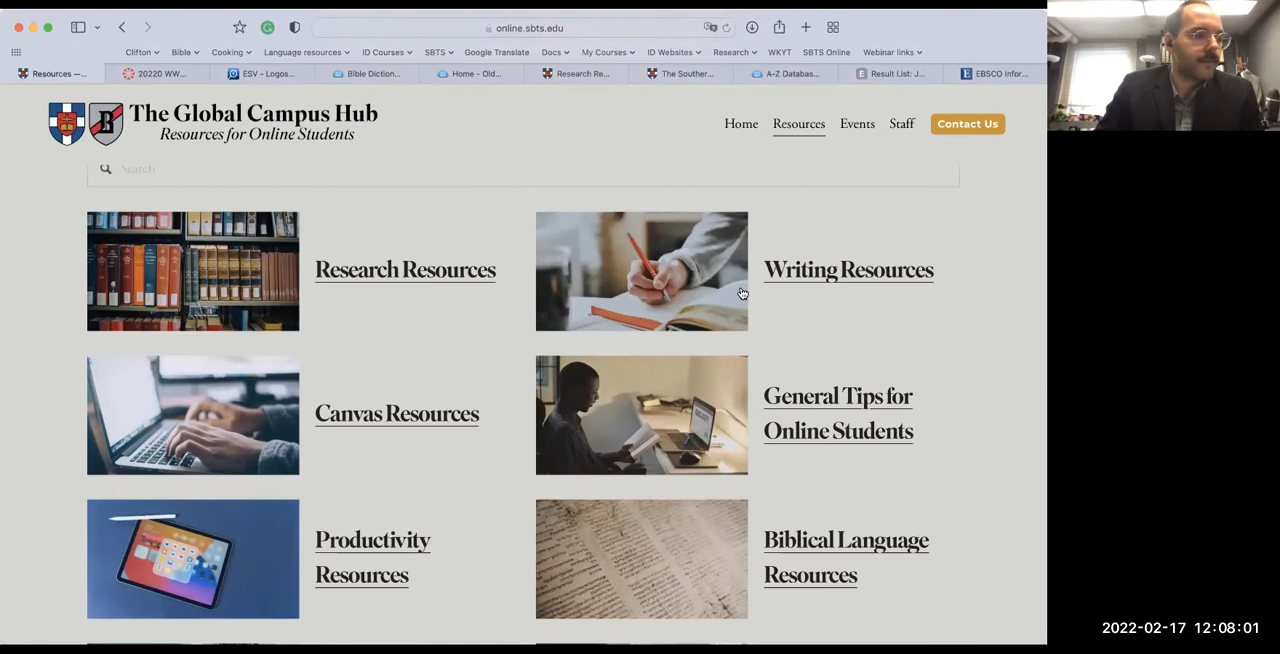 online.sbts.edu
Clifton Bible Cooking Language resources ID Courses SBTS Google Translate Docs My Courses ID Websites Research WKYT SBTS Online Webinar links
Resources —... 20220 WW... ESV - Logos... Bible Diction... Home - Old... Research Re... The Souther... A-Z Databas... Result List: J... EBSCO Infor...
The Global Campus Hub
Resources for Online Students
Home Resources Events Staff Contact Us
Search
Research Resources
Writing Resources
Canvas Resources
General Tips for
Online Students
Productivity
Resources
Biblical Language
Resources
2022-02-17 12:08:01